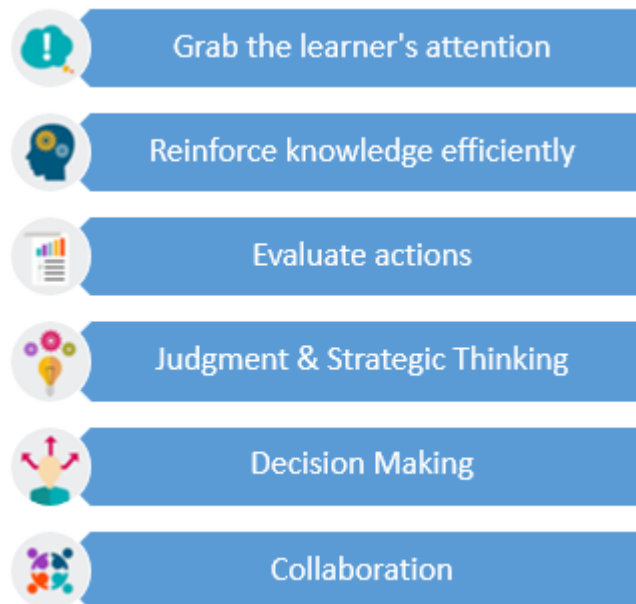 Grab the learner's attention
Reinforce knowledge efficiently
Evaluate actions
Judgment & Strategic Thinking
Decision Making
Collaboration